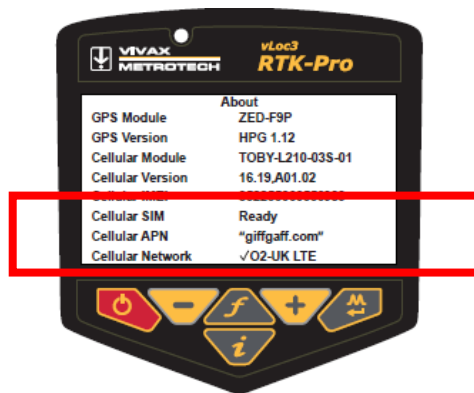 VIVAX
METROTECH
vLoc3
RTK-Pro
About
GPS Module ZED-F9P
GPS Version HPG 1.12
Cellular Module TOBY-L210-03S-01
Cellular Version 16.19,A01.02
Cellular IMEI
Cellular SIM Ready
Cellular APN "giffgaff.com"
Cellular Network ✓O2-UK LTE
f
i